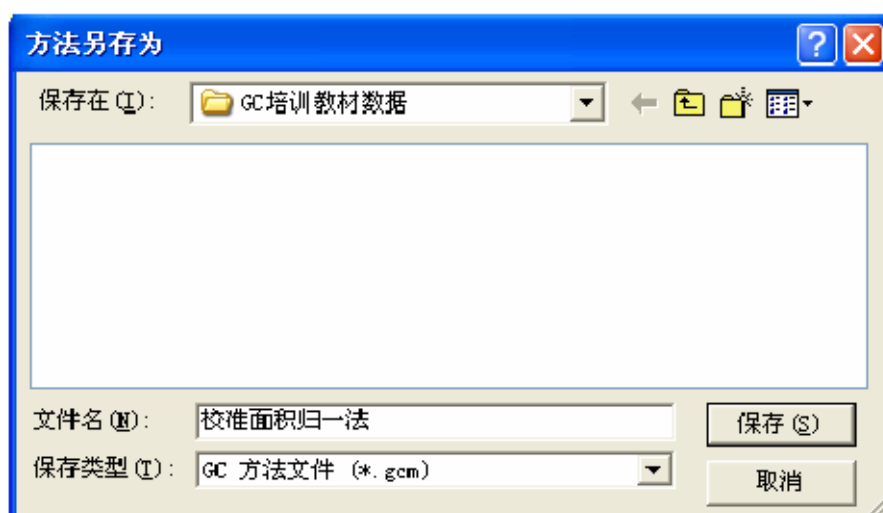 方法另存为
保存在(I): GC培训教材数据
文件名(N): 校准面积归一法 保存(S)
保存类型(T): GC 方法文件 (*.gcm) 取消